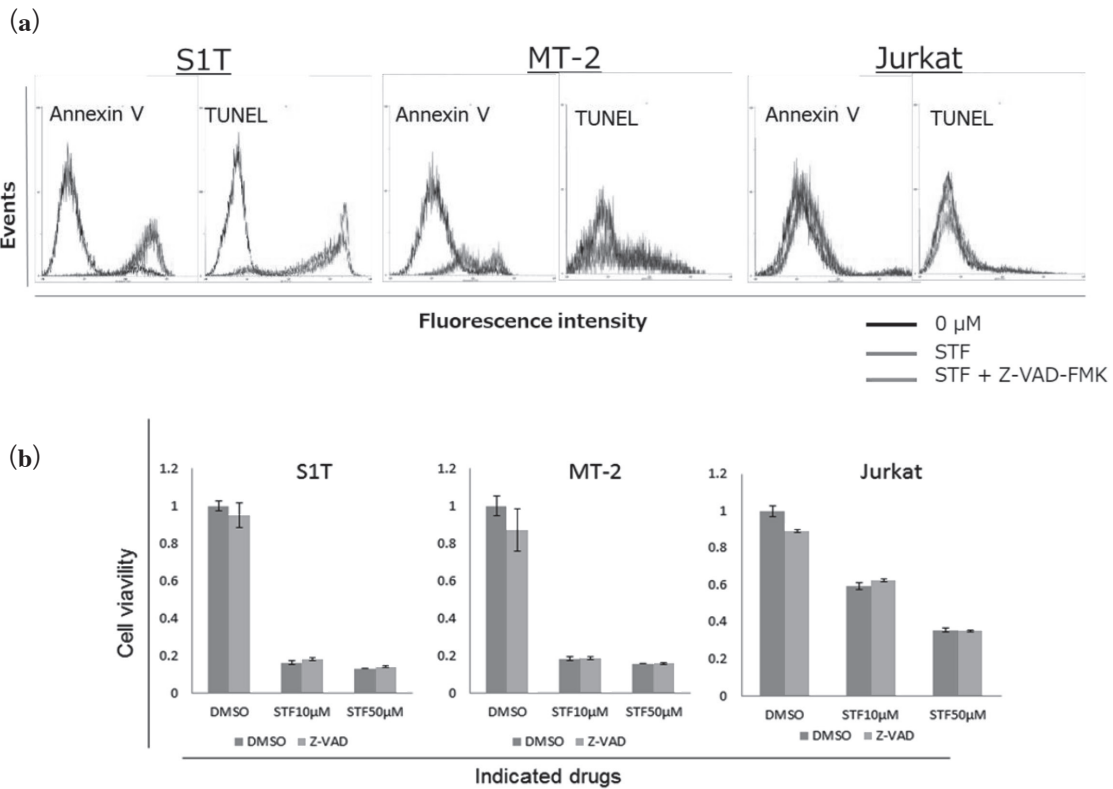 (a)
S1T MT-2 Jurkat
Annexin V TUNEL Annexin V TUNEL Annexin V TUNEL
Events
Fluorescence intensity
0 μM
STF
STF + Z-VAD-FMK
(b)
Cell viavility
S1T
1.2
1
0.8
0.6
0.4
0.2
0
DMSO STF10μM STF50μM
DMSO Z-VAD
MT-2
1.2
1
0.8
0.6
0.4
0.2
0
DMSO STF10μM STF50μM
DMSO Z-VAD
Jurkat
1.2
1
0.8
0.6
0.4
0.2
0
DMSO STF10μM STF50μM
DMSO Z-VAD
Indicated drugs